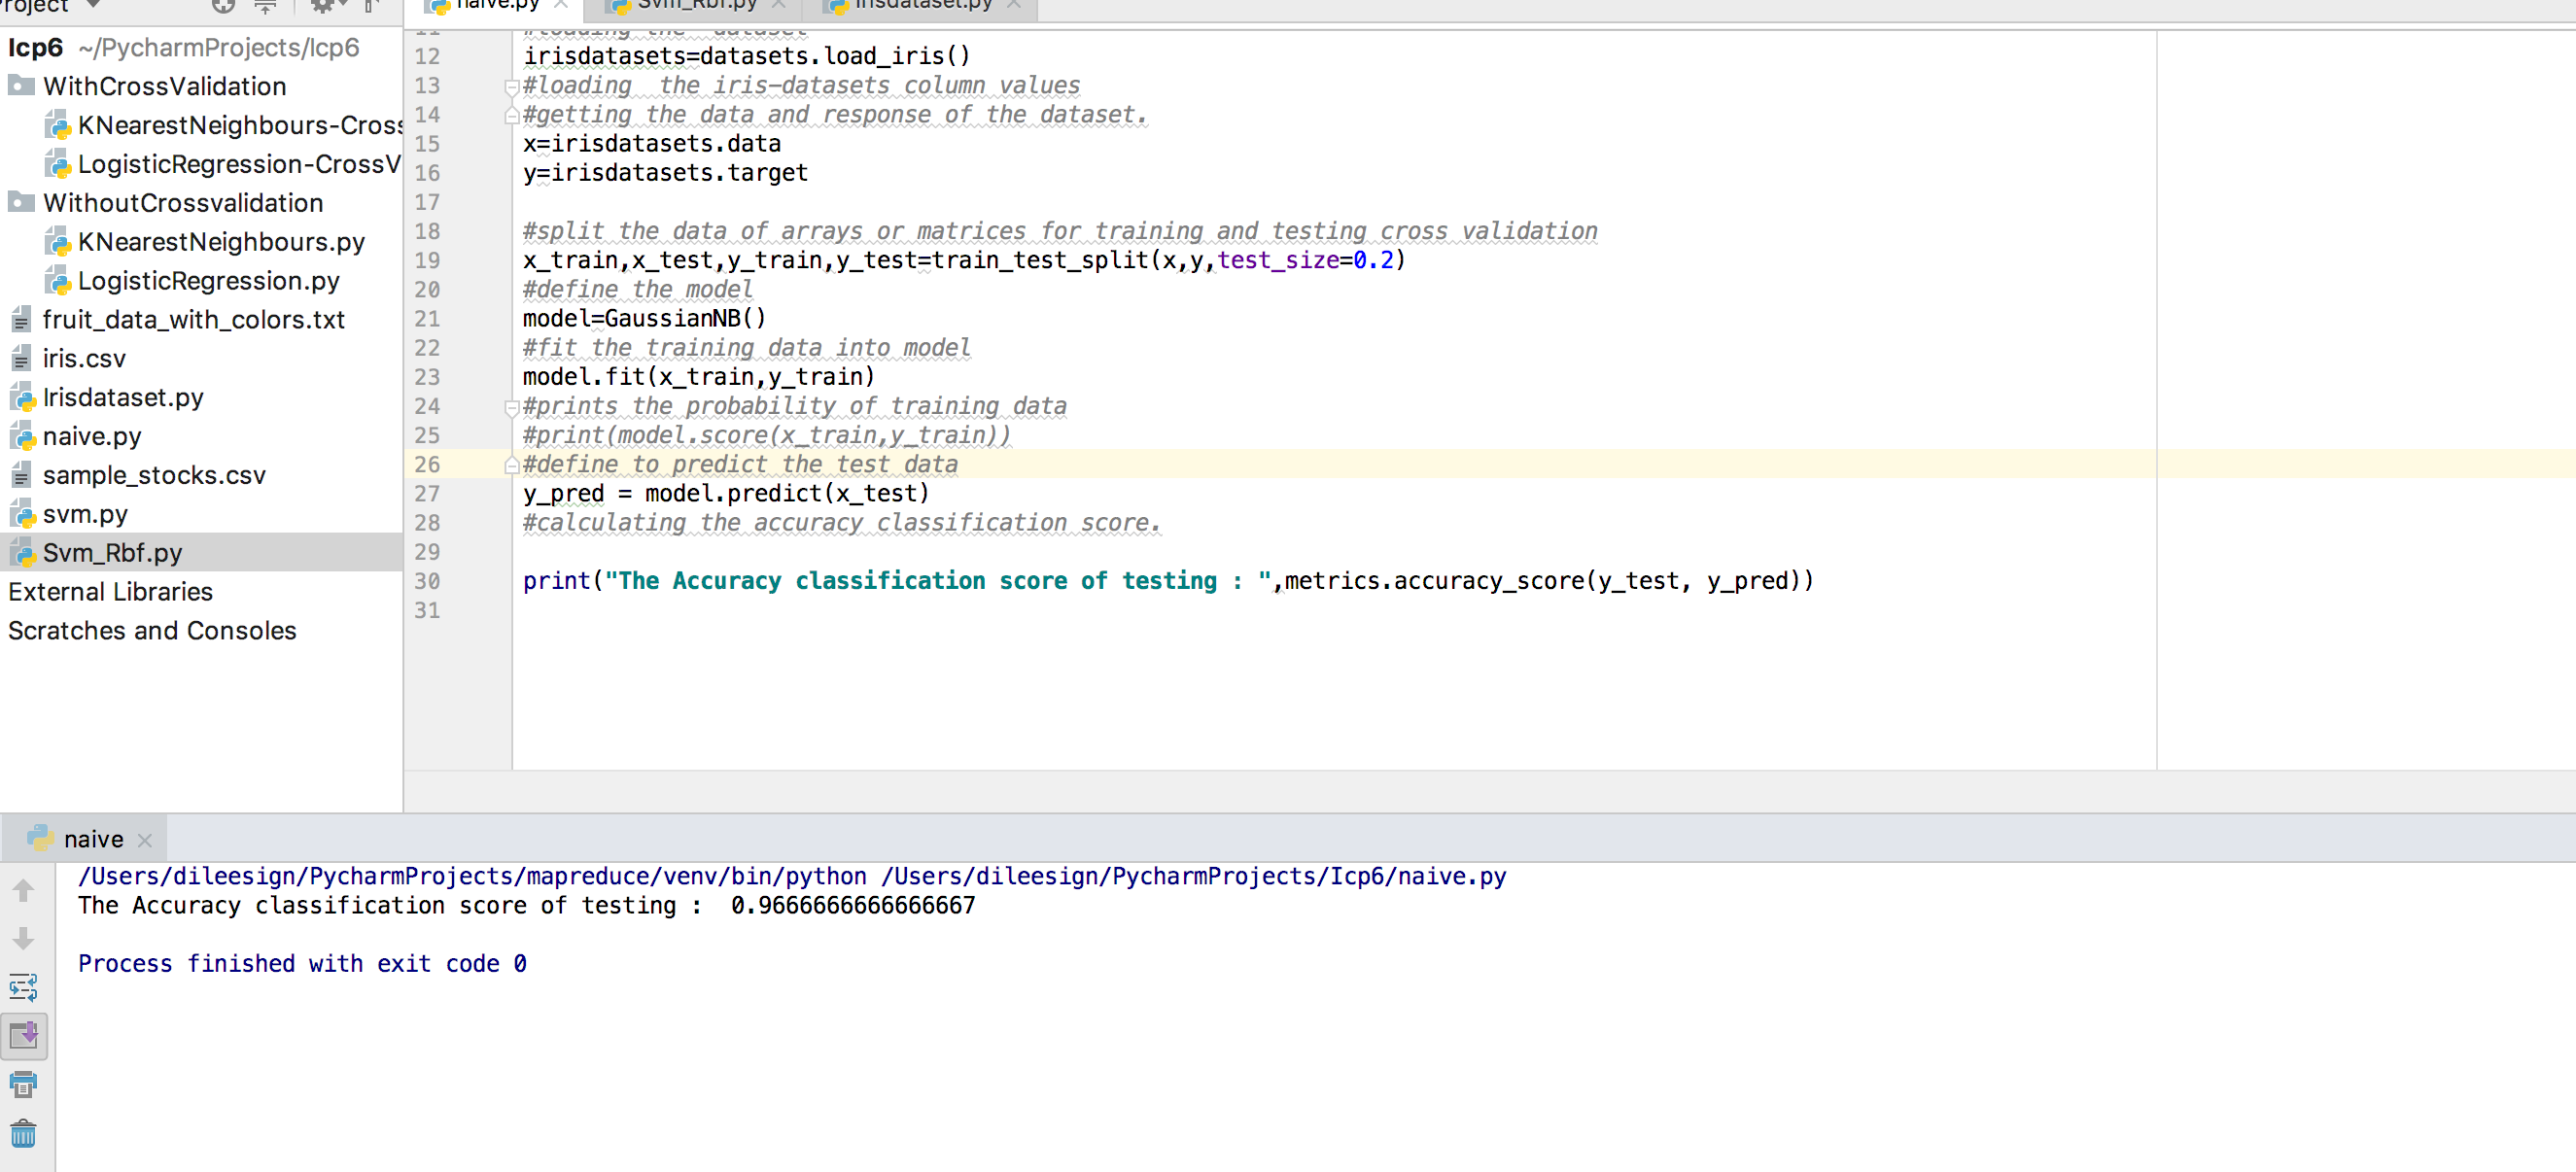 Project
naive.py
Svm_Rbf.py
Irisdataset.py
Icp6 ~/PycharmProjects/Icp6
WithCrossValidation
KNearestNeighbours-Cross
LogisticRegression-CrossV
WithoutCrossvalidation
KNearestNeighbours.py
LogisticRegression.py
fruit_data_with_colors.txt
iris.csv
Irisdataset.py
naive.py
sample_stocks.csv
svm.py
Svm_Rbf.py
External Libraries
Scratches and Consoles
11 #loading the  dataset
12 irisdatasets=datasets.load_iris()
13 #loading  the iris-datasets column values
14 #getting the data and response of the dataset.
15 x=irisdatasets.data
16 y=irisdatasets.target
17
18 #split the data of arrays or matrices for training and testing cross validation
19 x_train,x_test,y_train,y_test=train_test_split(x,y,test_size=0.2)
20 #define the model
21 model=GaussianNB()
22 #fit the training data into model
23 model.fit(x_train,y_train)
24 #prints the probability of training data
25 #print(model.score(x_train,y_train))
26 #define to predict the test data
27 y_pred = model.predict(x_test)
28 #calculating the accuracy classification score.
29
30 print("The Accuracy classification score of testing : ",metrics.accuracy_score(y_test, y_pred))
31
naive
/Users/dileesign/PycharmProjects/mapreduce/venv/bin/python /Users/dileesign/PycharmProjects/Icp6/naive.py
The Accuracy classification score of testing :  0.9666666666666667
Process finished with exit code 0